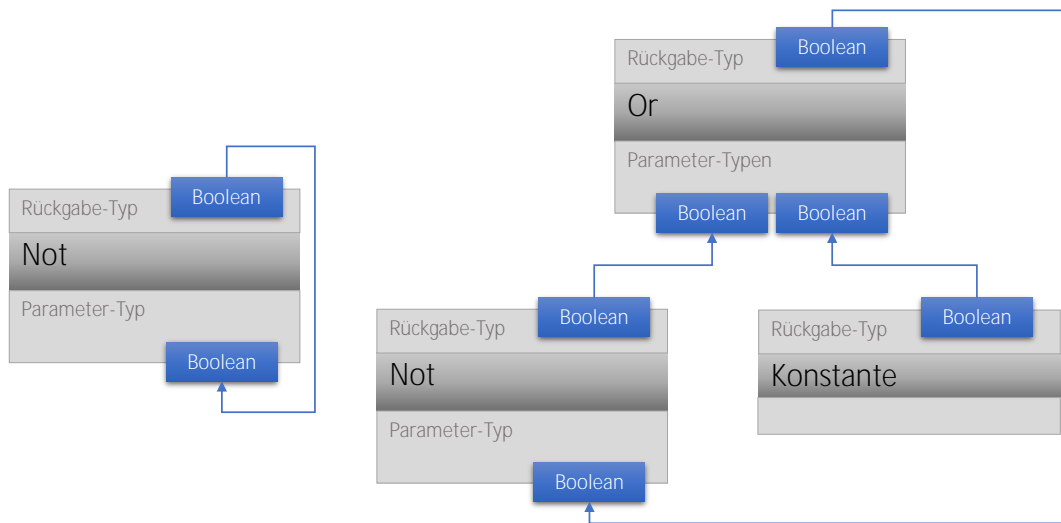 Boolean
Rückgabe-Typ
Not
Parameter-Typ
Boolean
Boolean
Rückgabe-Typ
Or
Parameter-Typen
Boolean Boolean
Boolean
Rückgabe-Typ
Not
Parameter-Typ
Boolean
Boolean
Rückgabe-Typ
Konstante